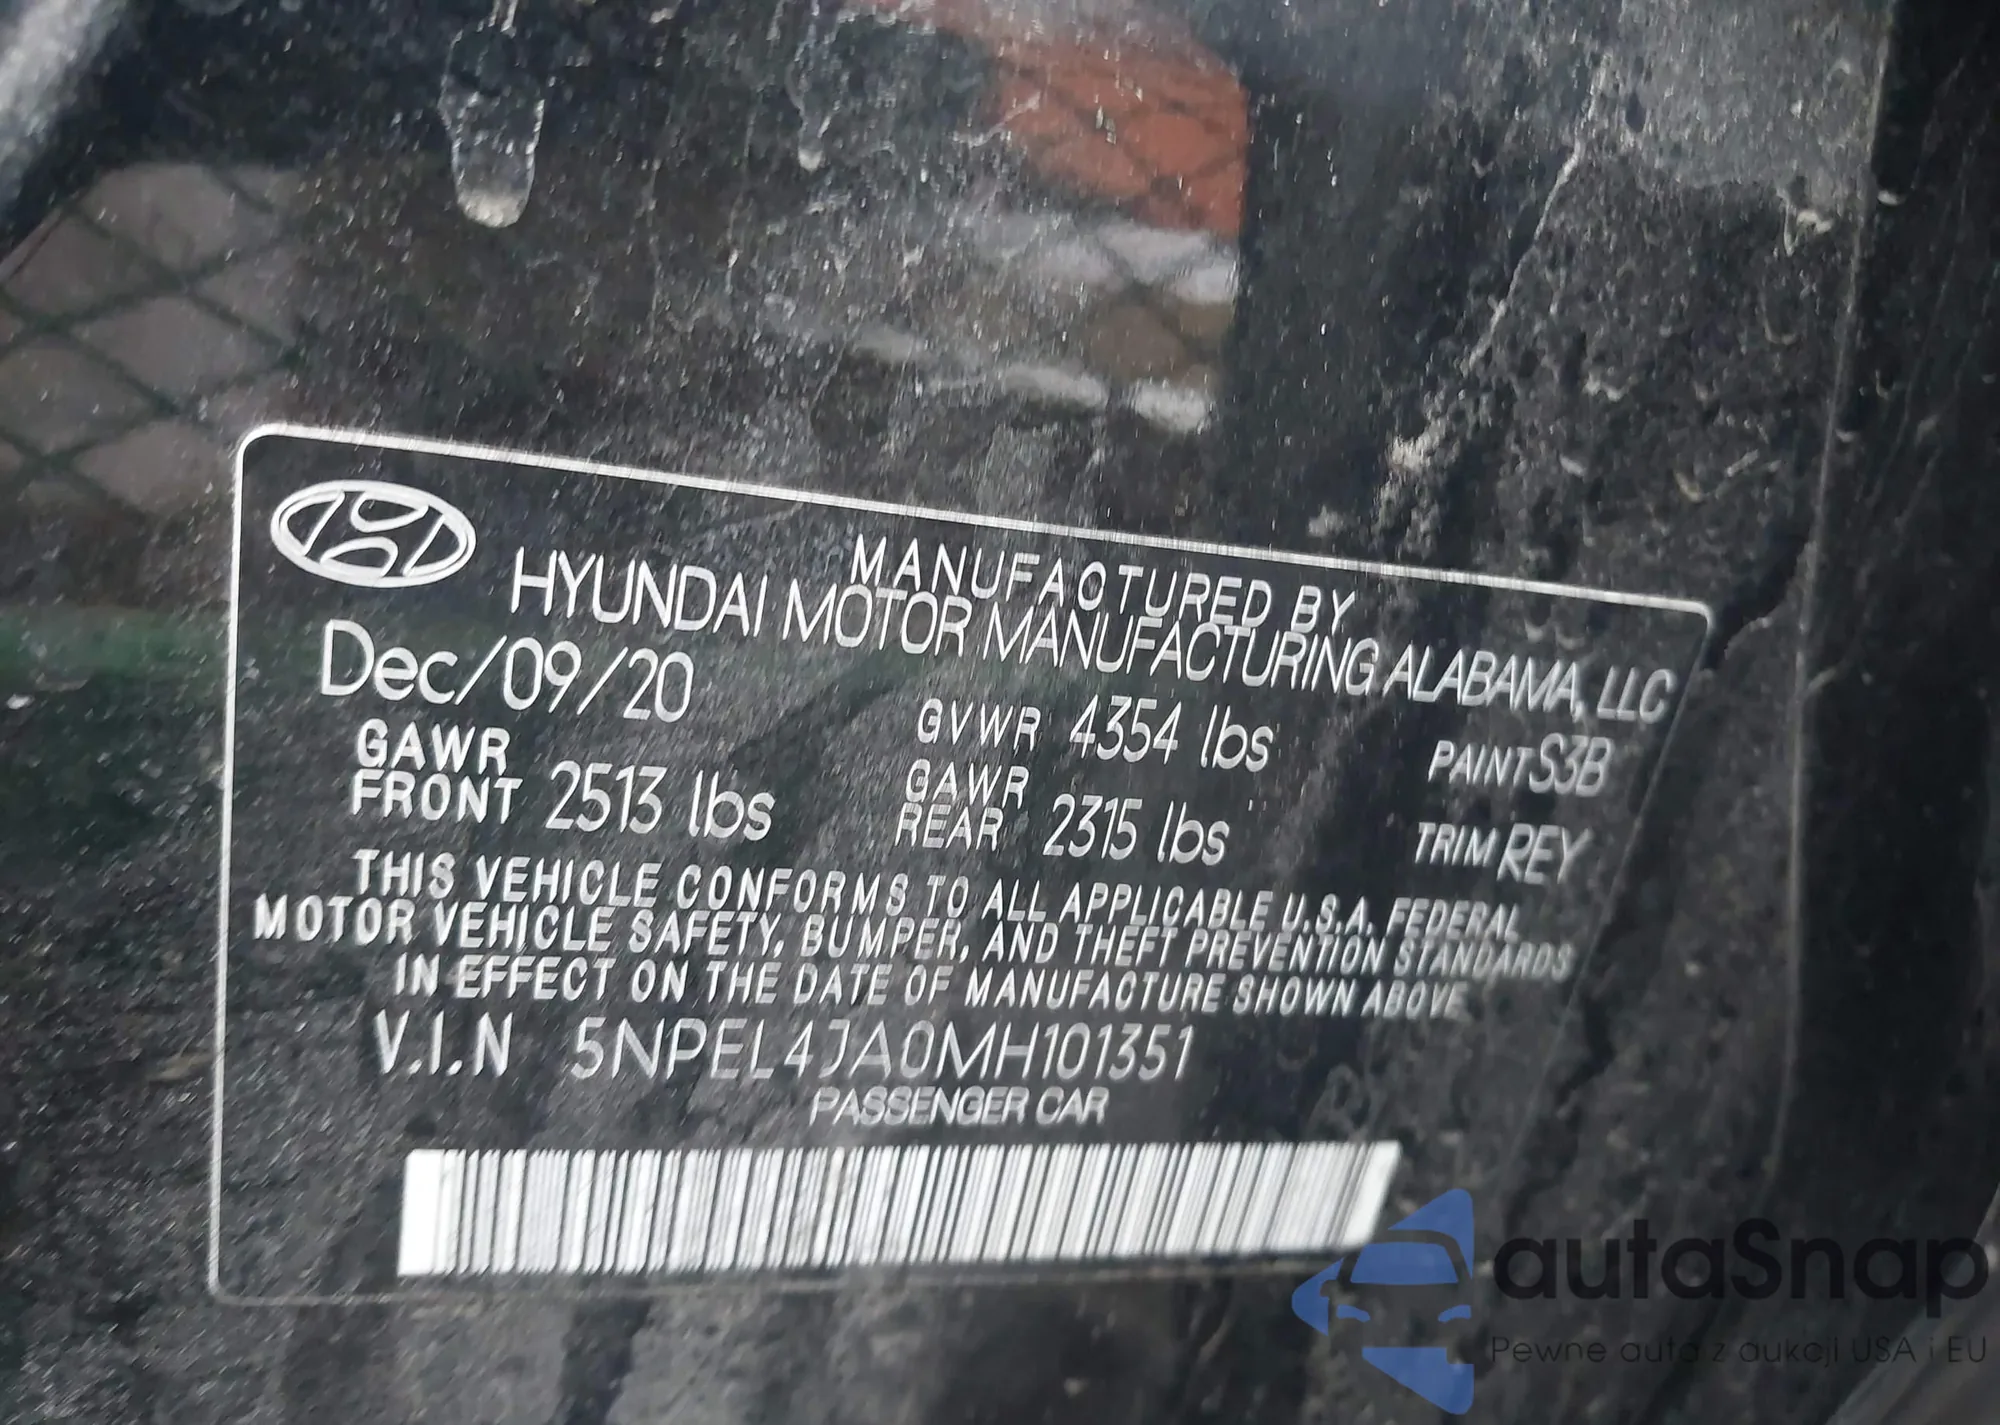 MANUFACTURED BY
HYUNDAI MOTOR MANUFACTURING ALABAMA, LLC
Dec/09/20 GVWR 4354 lbs PAINT S3B
GAWR FRONT 2513 lbs GAWR REAR 2315 lbs TRIM REY
THIS VEHICLE CONFORMS TO ALL APPLICABLE U.S.A. FEDERAL
MOTOR VEHICLE SAFETY, BUMPER, AND THEFT PREVENTION STANDARDS
IN EFFECT ON THE DATE OF MANUFACTURE SHOWN ABOVE
V.I.N 5NPEL4JA0MH101351
PASSENGER CAR
autaSnap
Pewne auta z aukcji USA i EU